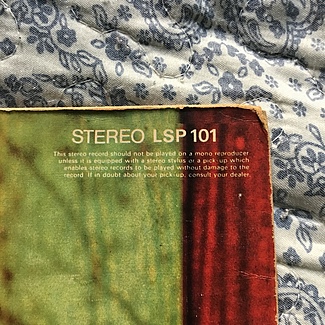 STEREO LSP 101
This stereo record should not be played on a mono reproducer
unless it is equipped with a stereo stylus or a pick-up which
enables stereo records to be played without damage to the
record. If in doubt about your pick-up, consult your dealer.